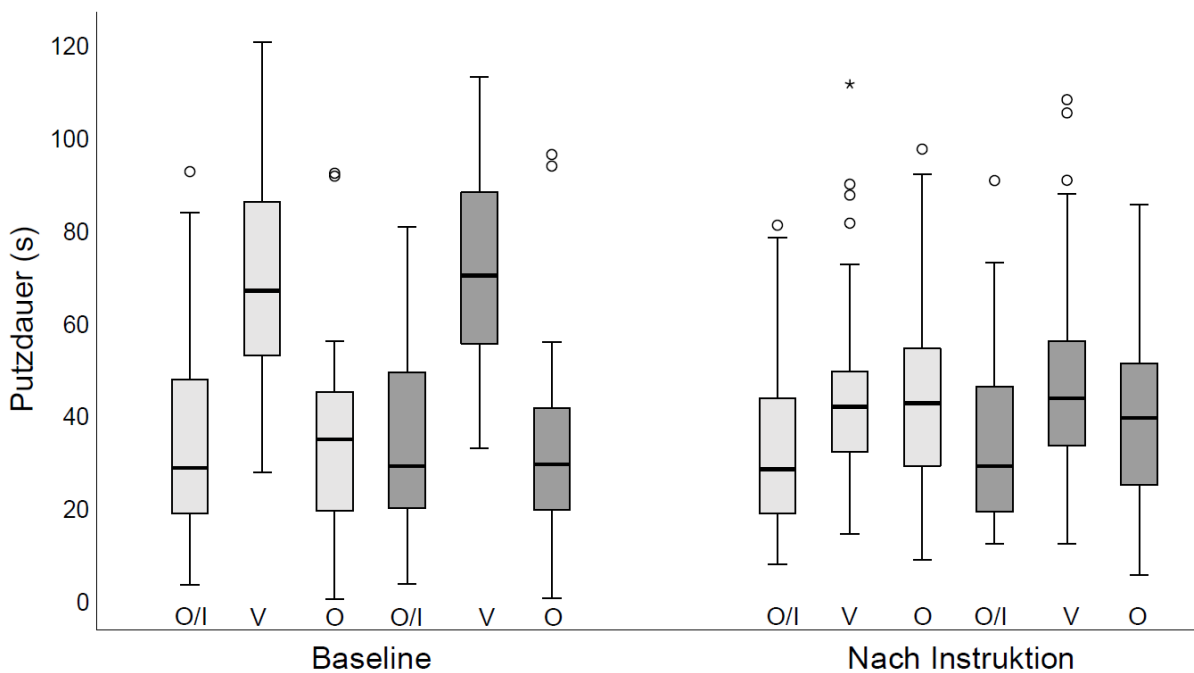 Putzdauer (s)
120
100
80
60
40
20
0
O/I V O O/I V O O/I V O O/I V O
Baseline Nach Instruktion